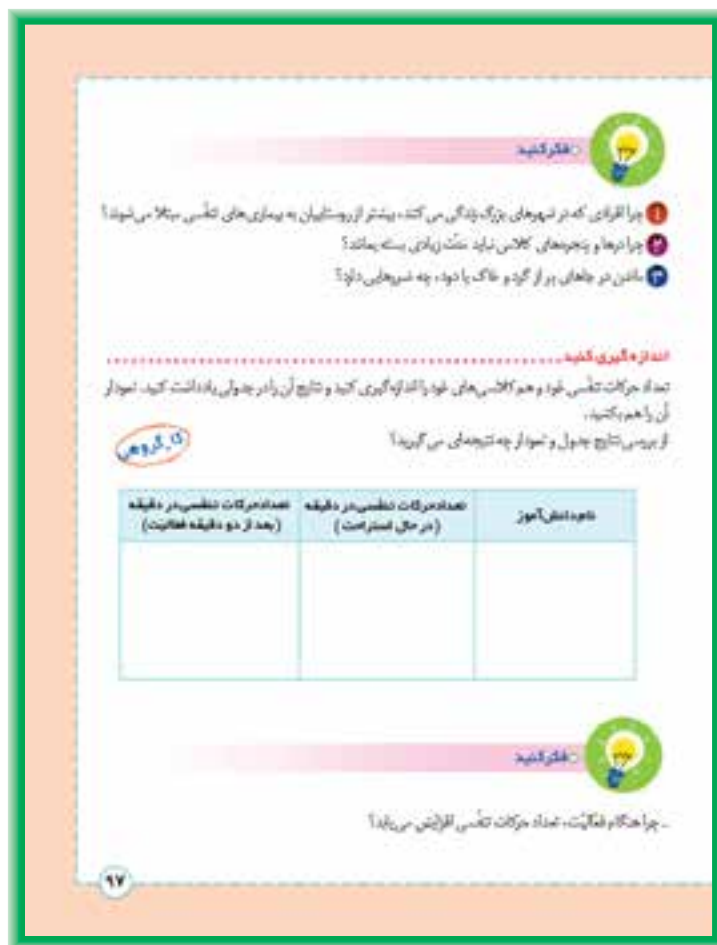 فکر کنید
۱ چرا افرادی که در شهرهای بزرگ زندگی می کنند، بیشتر از روستاییان به بیماری‌های تنفّسی مبتلا می‌شوند؟
۲ چرا درها و پنجره‌های کلاس نباید مدّت زیادی بسته بمانند؟
۳ ماندن در جاهای پر از گرد و خاک یا دود، چه ضررهایی دارد؟
اندازه‌گیری کنید
تعداد حرکات تنفّسی خود و هم کلاسی‌های خود را اندازه‌گیری کنید و نتایج آن را در جدولی یادداشت کنید. نمودار
آن را هم بکشید.
از بررسی نتایج جدول و نمودار چه نتیجه‌ای می گیرید؟
کار گروهی
نام دانش‌آموز
تعداد حرکات تنفّسی در دقیقه
(در حال استراحت)
تعداد حرکات تنفّسی در دقیقه
(بعد از دو دقیقه فعالیت)
فکر کنید
ـ چرا هنگام فعّالیّت، تعداد حرکات تنفّسی افزایش می‌یابد؟
۹۷